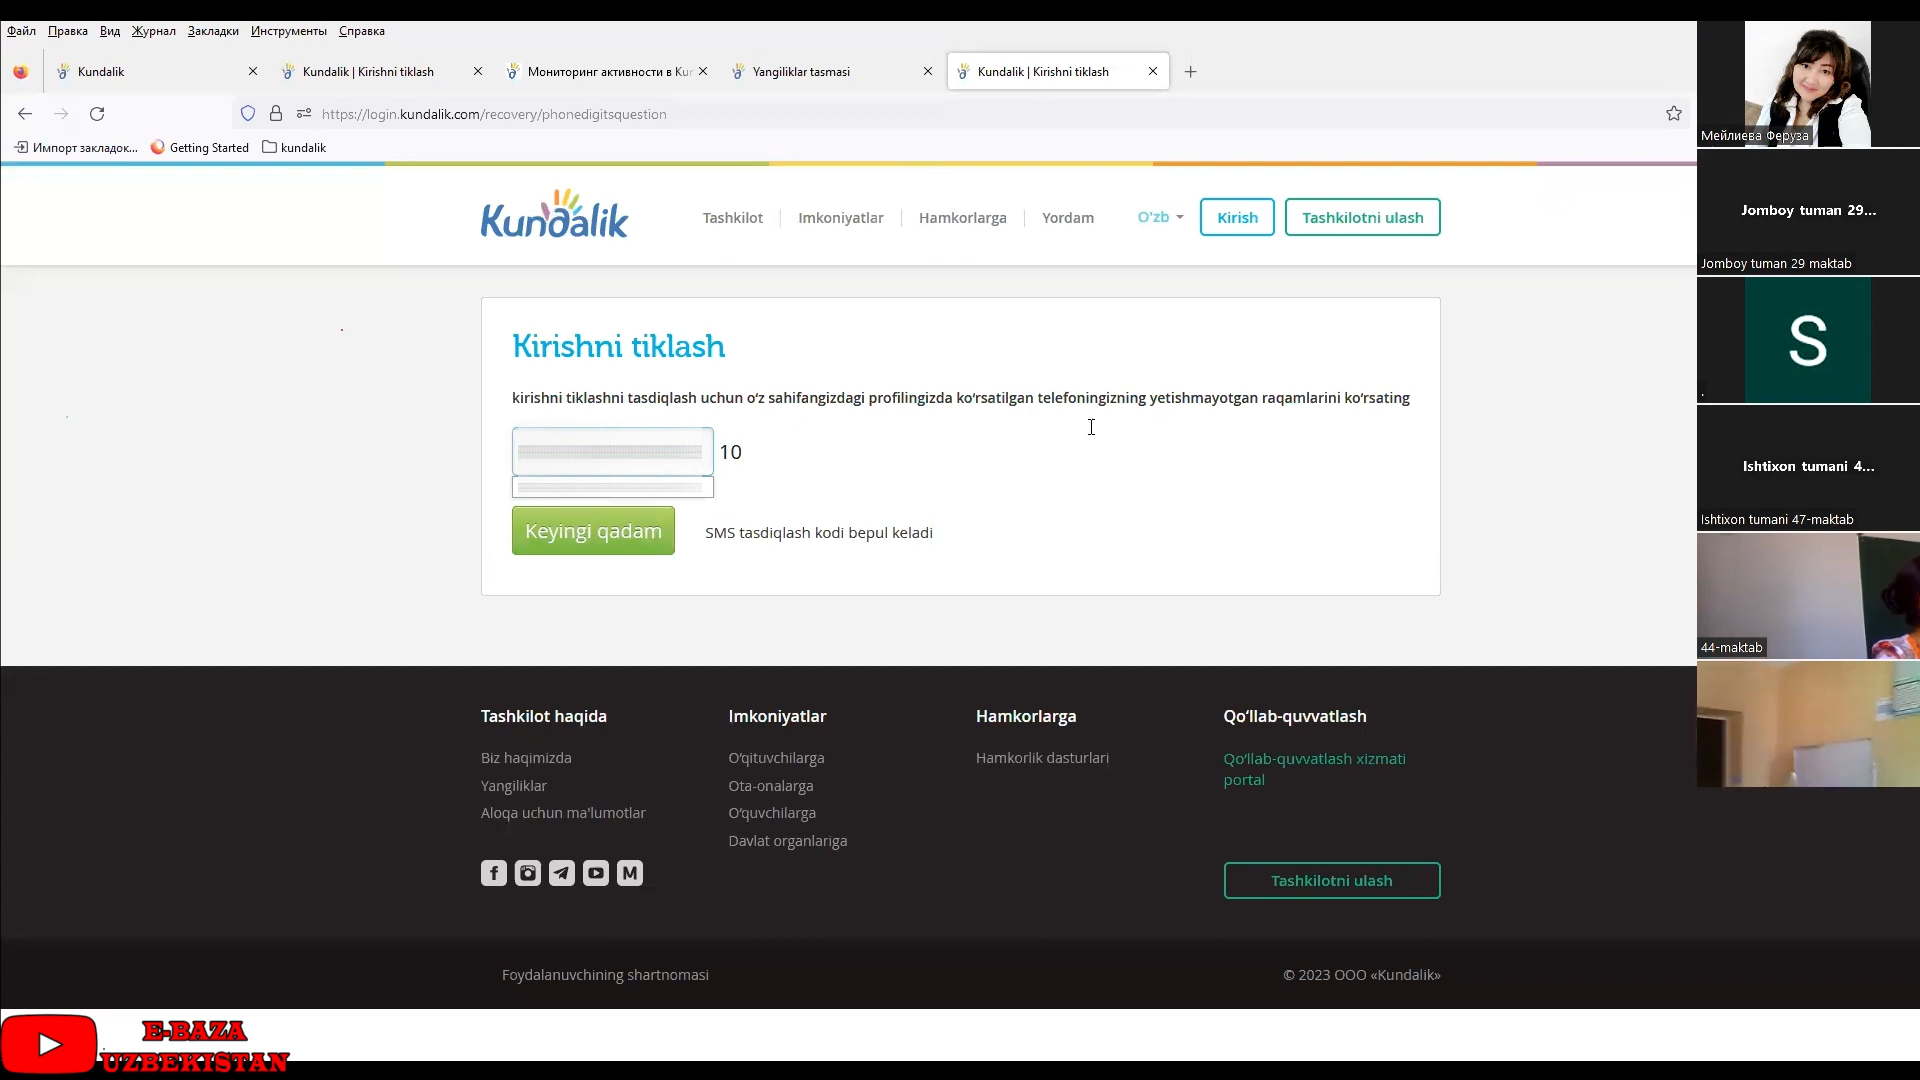 Файл Правка Вид Журнал Закладки Инструменты Справка
Kundalik
Kundalik | Kirishni tiklash
Мониторинг активности в Kun
Yangiliklar tasmasi
Kundalik | Kirishni tiklash
https://login.kundalik.com/recovery/phonedigitsquestion
Импорт закладок... Getting Started kundalik
Kundalik
Tashkilot Imkoniyatlar Hamkorlarga Yordam O'zb Kirish Tashkilotni ulash
Kirishni tiklash
kirishni tiklashni tasdiqlash uchun o‘z sahifangizdagi profilingizda ko‘rsatilgan telefoningizning yetishmayotgan raqamlarini ko‘rsating
10
Keyingi qadam SMS tasdiqlash kodi bepul keladi
Tashkilot haqida
Biz haqimizda
Yangiliklar
Aloqa uchun ma'lumotlar
Imkoniyatlar
O‘qituvchilarga
Ota-onalarga
O‘quvchilarga
Davlat organlariga
Hamkorlarga
Hamkorlik dasturlari
Qo‘llab-quvvatlash
Qo‘llab-quvvatlash xizmati
portal
Tashkilotni ulash
Foydalanuvchining shartnomasi
© 2023 ООО «Kundalik»
Мейлиева Феруза
Jomboy tuman 29...
Jomboy tuman 29 maktab
S
.
Ishtixon tumani 4...
Ishtixon tumani 47-maktab
44-maktab
E-BAZA
UZBEKISTAN